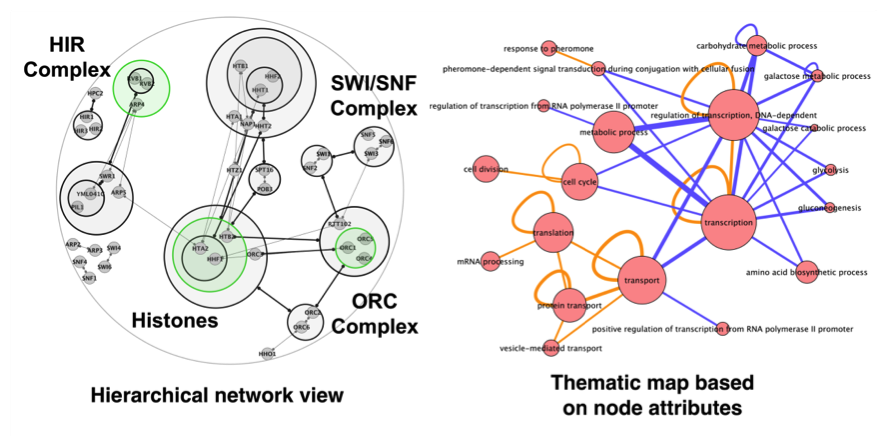 HIR
Complex
RVB1
RVB2
ARP4
HPC2
HIR1
HIR3 HIR2
SWR1
YML041C
ARP5
ARP2 ARP3 SWI4
SNF4 SWI6
SNF1
HTB1
HHF2
HHT1
HTA1
NAP1 HHT2
HTZ1 SPT16
POB3
HTB2
HTA2
HHF1
Histones
SWI/SNF
Complex
SNF5
SNF6
SWI3
SNF2
RTT102
ORC5
ORC1
ORC4
ORC2
ORC6
HHO1
ORC
Complex
Hierarchical network view
response to pheromone
carbohydrate metabolic process
pheromone-dependent signal transduction during conjugation with cellular fusion
galactose metabolic process
regulation of transcription from RNA polymerase II promoter
regulation of transcription, DNA-dependent
galactose catabolic process
metabolic process
cell division
cell cycle
glycolysis
gluconeogenesis
transcription
translation
mRNA processing
transport
amino acid biosynthetic process
protein transport
positive regulation of transcription from RNA polymerase II promoter
vesicle-mediated transport
Thematic map based
on node attributes